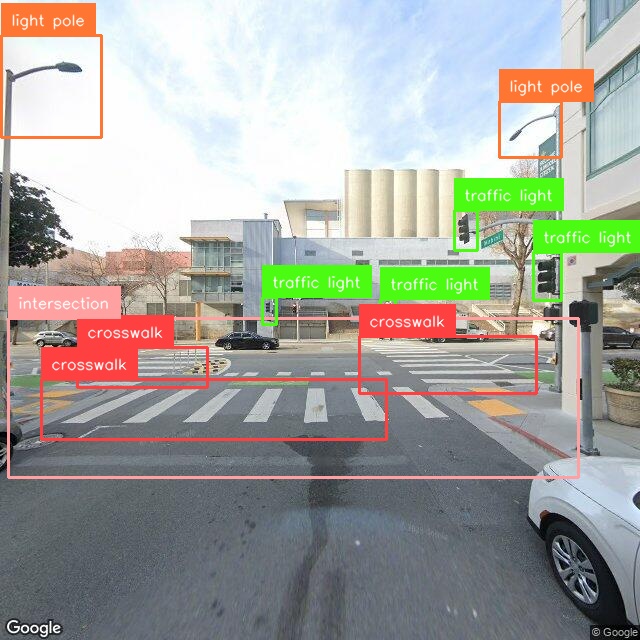 light pole
light pole
traffic light
traffic light
traffic light
traffic light
intersection
crosswalk
crosswalk
crosswalk
Google
© Google